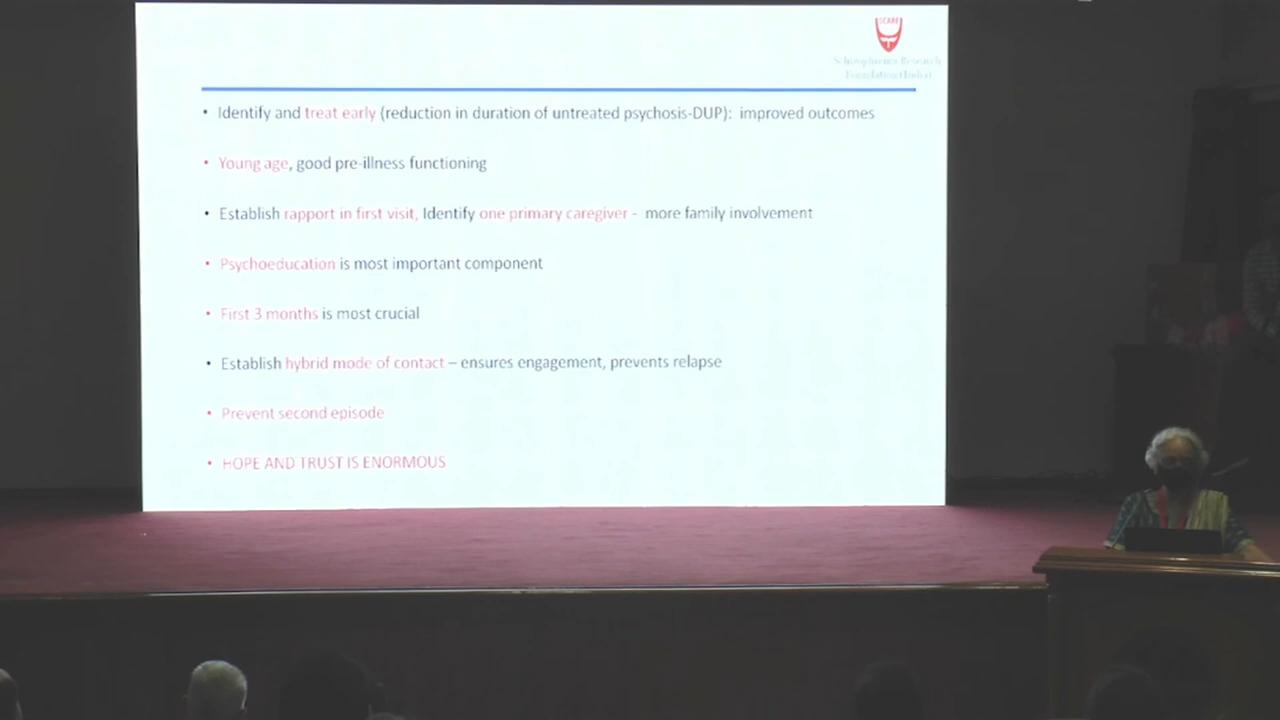 SCARF
Schizophrenia Research
Foundation (India)
• Identify and treat early (reduction in duration of untreated psychosis-DUP): improved outcomes
• Young age, good pre-illness functioning
• Establish rapport in first visit, Identify one primary caregiver - more family involvement
• Psychoeducation is most important component
• First 3 months is most crucial
• Establish hybrid mode of contact – ensures engagement, prevents relapse
• Prevent second episode
• HOPE AND TRUST IS ENORMOUS